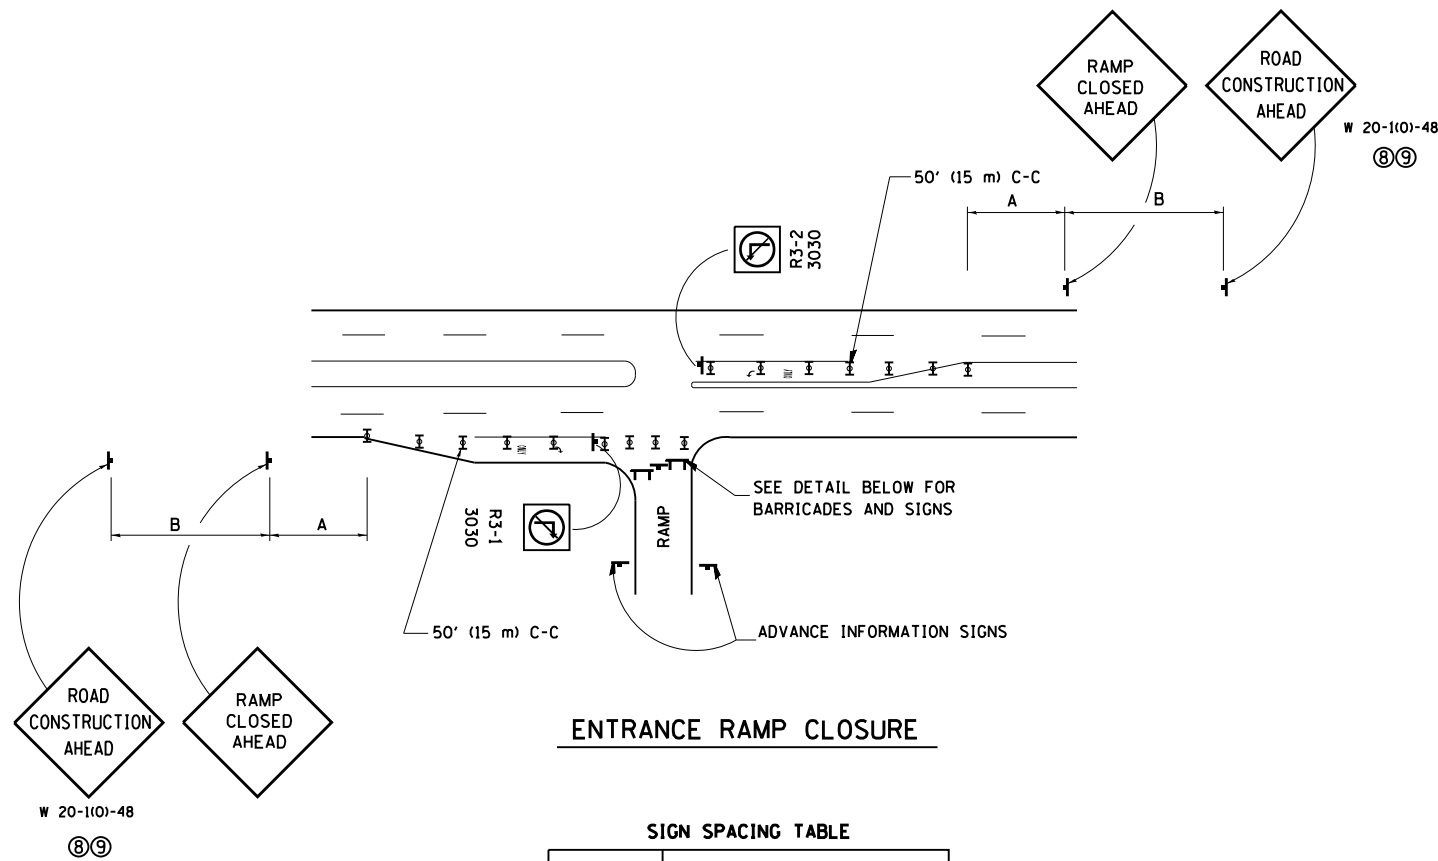 RAMP
CLOSED
AHEAD
ROAD
CONSTRUCTION
AHEAD
W 20-1(O)-48
⑧⑨
50' (15 m) C-C
A
B
R3-2
3030
ONLY
ONLY
SEE DETAIL BELOW FOR
BARRICADES AND SIGNS
RAMP
R3-1
3030
B
A
50' (15 m) C-C
ADVANCE INFORMATION SIGNS
ROAD
CONSTRUCTION
AHEAD
RAMP
CLOSED
AHEAD
W 20-1(O)-48
⑧⑨
ENTRANCE RAMP CLOSURE
SIGN SPACING TABLE